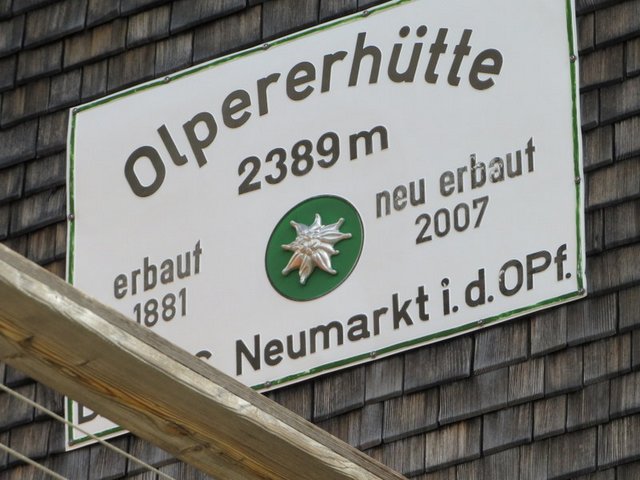 Olpererhütte
2389 m
erbaut
1881
neu erbaut
2007
Neumarkt i.d.OPf.